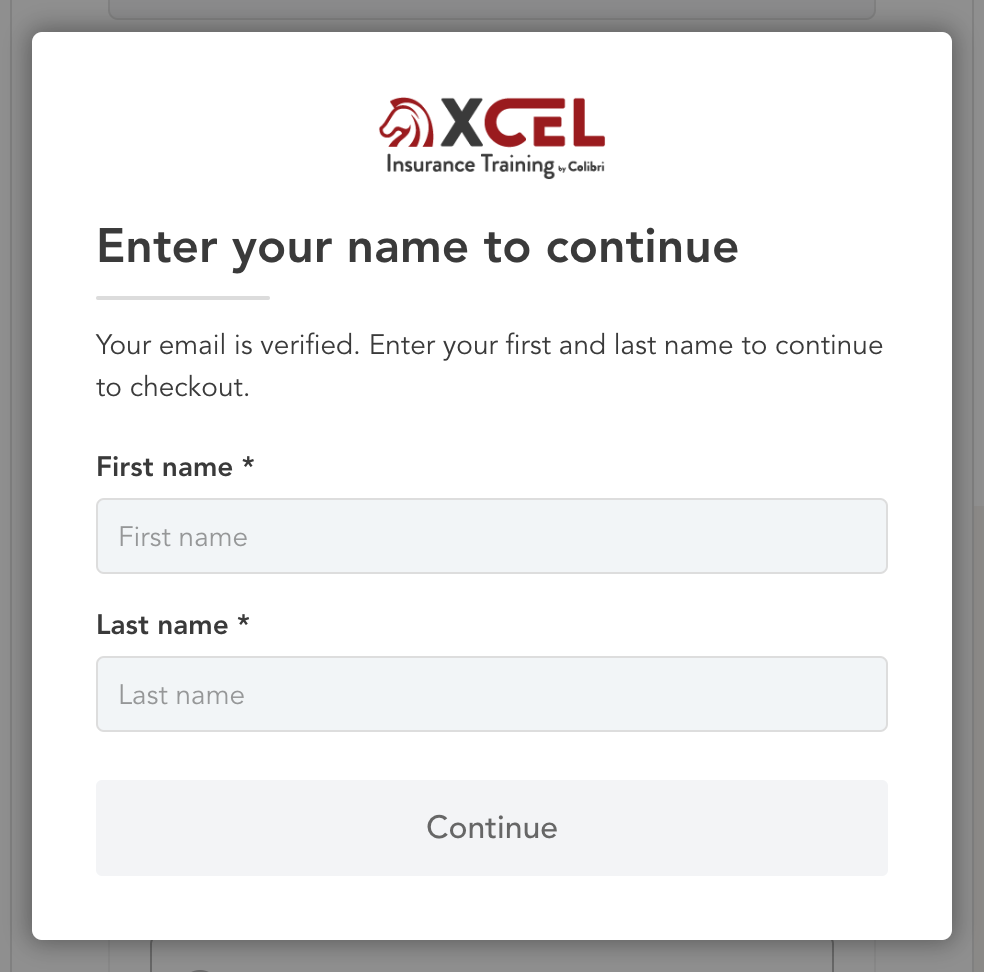 XCEL
Insurance Training by Colibri
Enter your name to continue
Your email is verified. Enter your first and last name to continue
to checkout.
First name *
First name
Last name *
Last name
Continue